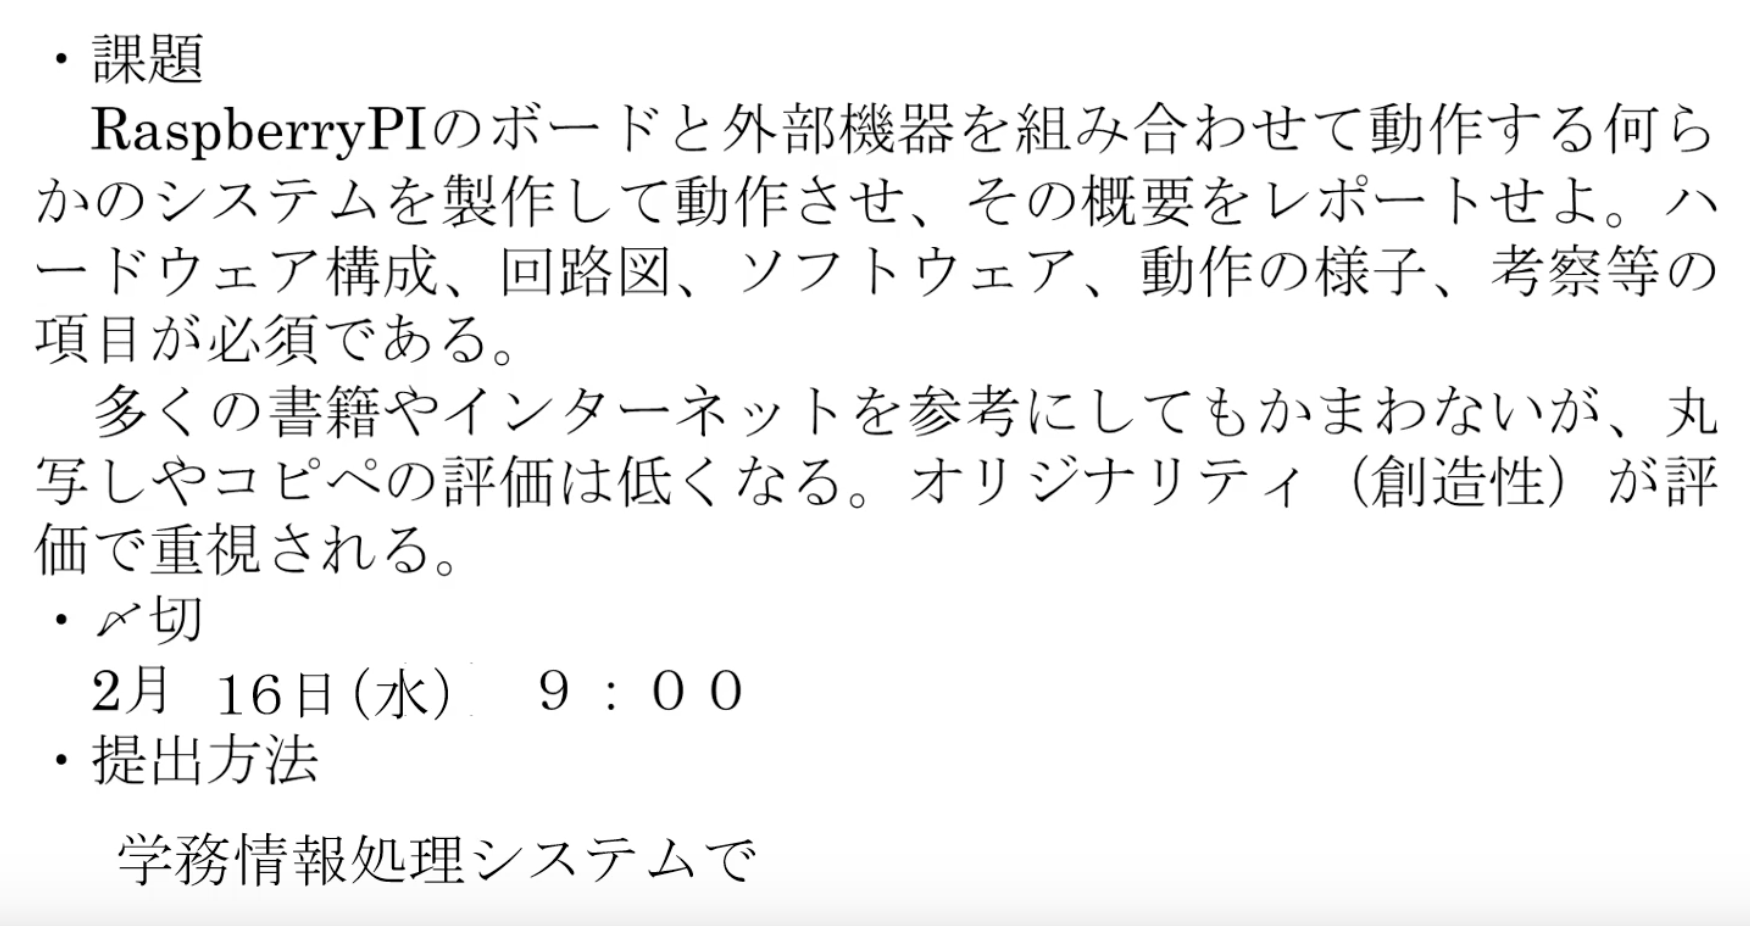 ・課題
　RaspberryPIのボードと外部機器を組み合わせて動作する何ら
かのシステムを製作して動作させ、その概要をレポートせよ。ハ
ードウェア構成、回路図、ソフトウェア、動作の様子、考察等の
項目が必須である。
　多くの書籍やインターネットを参考にしてもかまわないが、丸
写しやコピペの評価は低くなる。オリジナリティ（創造性）が評
価で重視される。
・〆切
　2月　16日(水)　９：００
・提出方法
　学務情報処理システムで